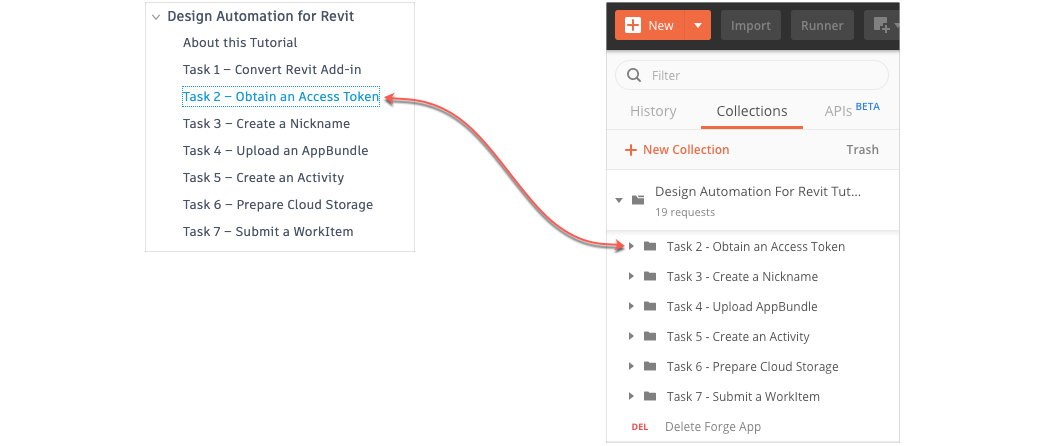 Design Automation for Revit
About this Tutorial
Task 1 – Convert Revit Add-in
Task 2 – Obtain an Access Token
Task 3 – Create a Nickname
Task 4 – Upload an AppBundle
Task 5 – Create an Activity
Task 6 – Prepare Cloud Storage
Task 7 – Submit a WorkItem
New Import Runner
Filter
History Collections APIs BETA
+ New Collection Trash
Design Automation For Revit Tut...
19 requests
Task 2 - Obtain an Access Token
Task 3 - Create a Nickname
Task 4 - Upload AppBundle
Task 5 - Create an Activity
Task 6 - Prepare Cloud Storage
Task 7 - Submit a WorkItem
DEL Delete Forge App